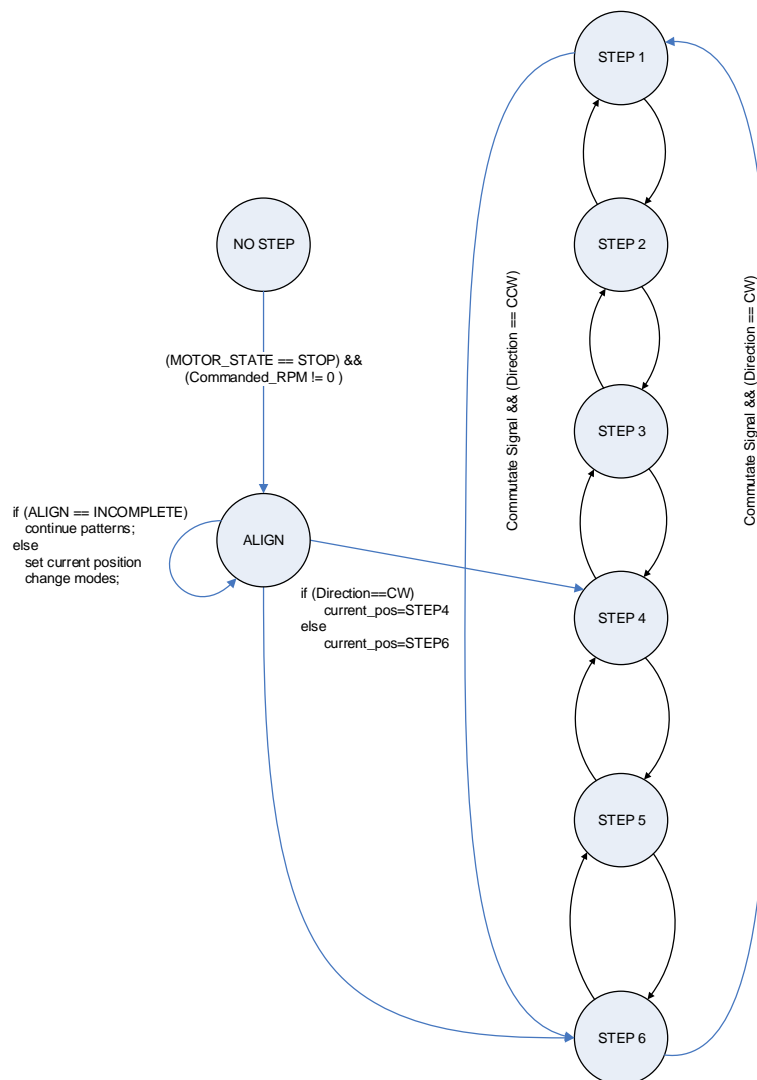 STEP 1
STEP 2
NO STEP
(MOTOR_STATE == STOP) &&
(Commanded_RPM != 0 )
Commutate Signal && (Direction == CCW)
Commutate Signal && (Direction == CW)
STEP 3
if (ALIGN == INCOMPLETE)
continue patterns;
else
set current position
change modes;
ALIGN
if (Direction==CW)
current_pos=STEP4
else
current_pos=STEP6
STEP 4
STEP 5
STEP 6